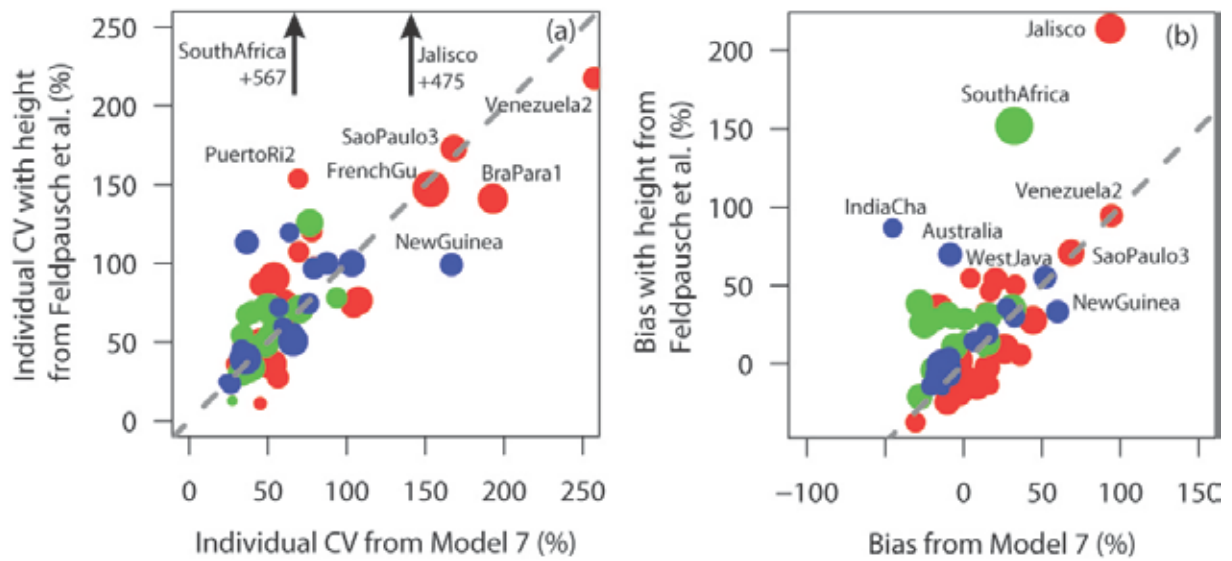 Individual CV with height
from Feldpausch et al. (%)
250
200
150
100
50
0
(a)
SouthAfrica
+567
Jalisco
+475
Venezuela2
SaoPaulo3
PuertoRi2
FrenchGu
BraPara1
NewGuinea
0
50
100
150
200
250
Individual CV from Model 7 (%)
Bias with height from
Feldpausch et al. (%)
200
150
100
50
0
(b)
Jalisco
SouthAfrica
Venezuela2
IndiaCha
Australia
WestJava
SaoPaulo3
NewGuinea
−100
0
50
100
150
Bias from Model 7 (%)